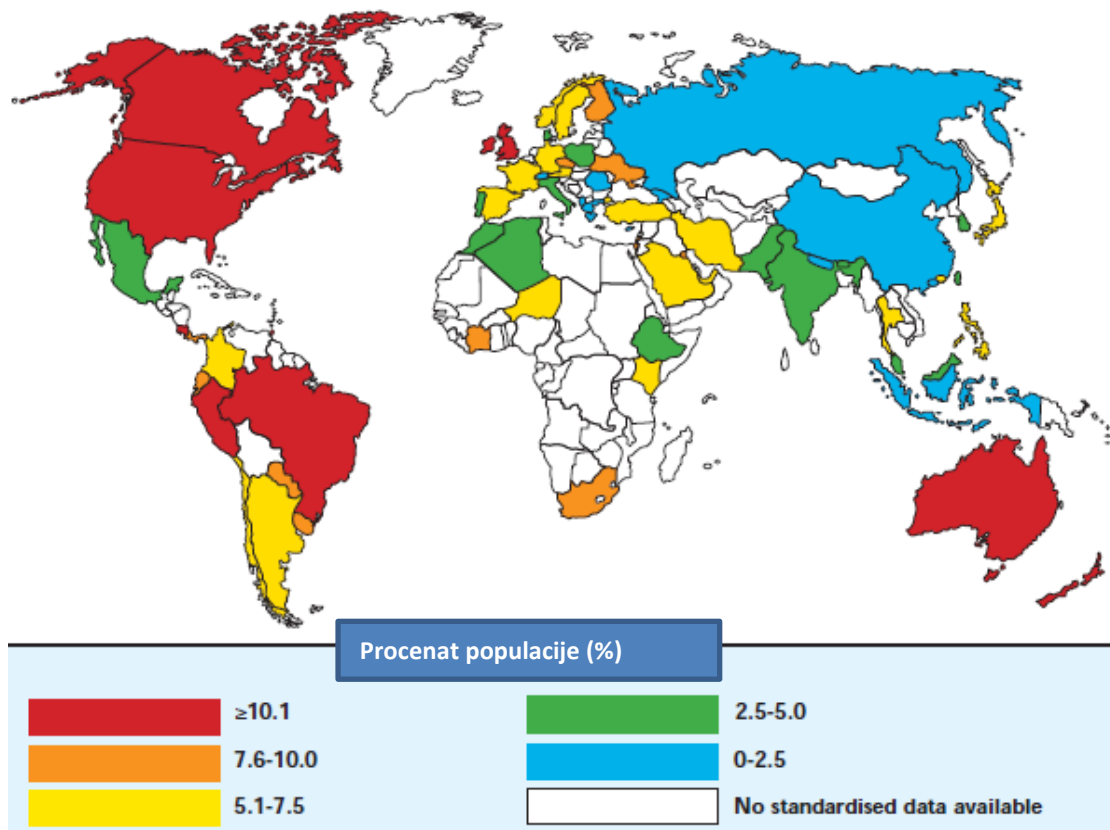 Procenat populacije (%)
≥10.1
7.6-10.0
5.1-7.5
2.5-5.0
0-2.5
No standardised data available